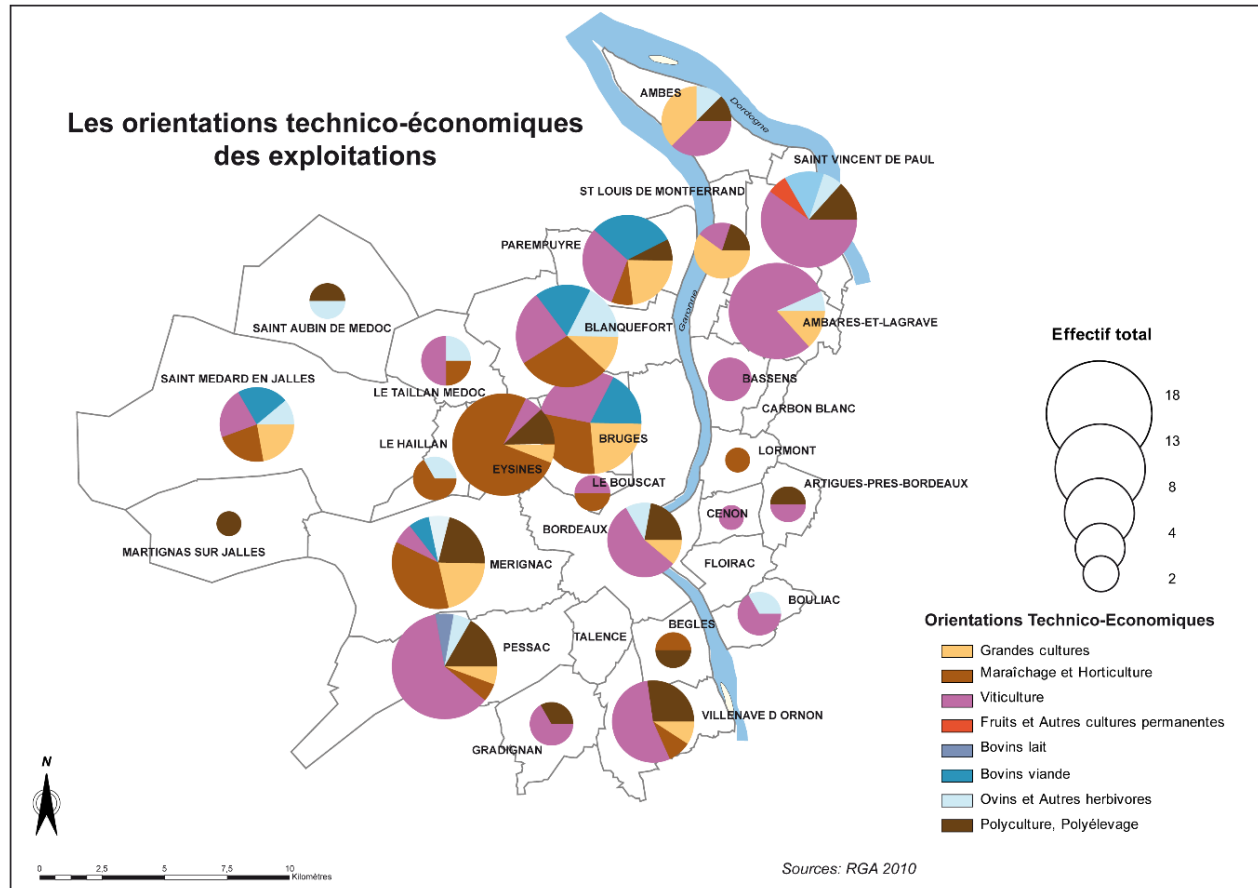 Les orientations technico-économiques
des exploitations
AMBES
Dordogne
SAINT VINCENT DE PAUL
ST LOUIS DE MONTFERRAND
PAREMPUYRE
Garonne
SAINT AUBIN DE MEDOC
BLANQUEFORT
AMBARES-ET-LAGRAVE
SAINT MEDARD EN JALLES
LE TAILLAN MEDOC
BASSENS
CARBON BLANC
LE HAILLAN
BRUGES
EYSINES
LORMONT
LE BOUSCAT
ARTIGUES-PRES-BORDEAUX
CENON
BORDEAUX
MARTIGNAS SUR JALLES
MERIGNAC
FLOIRAC
BOULIAC
BEGLES
PESSAC
TALENCE
VILLENAVE D ORNON
GRADIGNAN
Effectif total
18
13
8
4
2
Orientations Technico-Economiques
Grandes cultures
Maraîchage et Horticulture
Viticulture
Fruits et Autres cultures permanentes
Bovins lait
Bovins viande
Ovins et Autres herbivores
Polyculture, Polyélevage
N
0 2,5 5 7,5 10
Kilomètres
Sources: RGA 2010